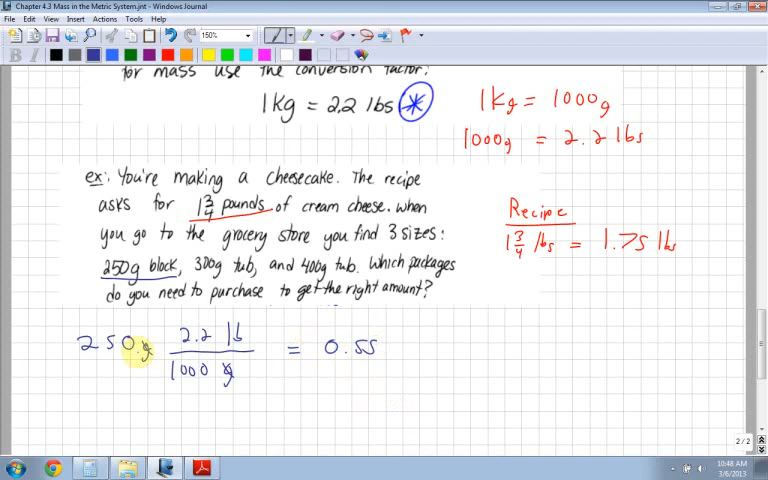 Chapter 4.3 Mass in the Metric System.jnt - Windows Journal
File Edit View Insert Actions Tools Help
150%
B I
for mass use the conversion factor:
1Kg = 2.2 lbs *
1Kg = 1000g
1000g = 2.2 lbs
ex: You're making a cheesecake. The recipe
asks for 1 3/4 pounds of cream cheese. When
you go to the grocery store you find 3 sizes:
250g block, 300g tub, and 400g tub. Which packages
do you need to purchase to get the right amount?
Recipe
1 3/4 lbs = 1.75 lbs
250 g 2.2 lb / 1000 g = 0.55
2 / 2
10:48 AM
3/6/2013